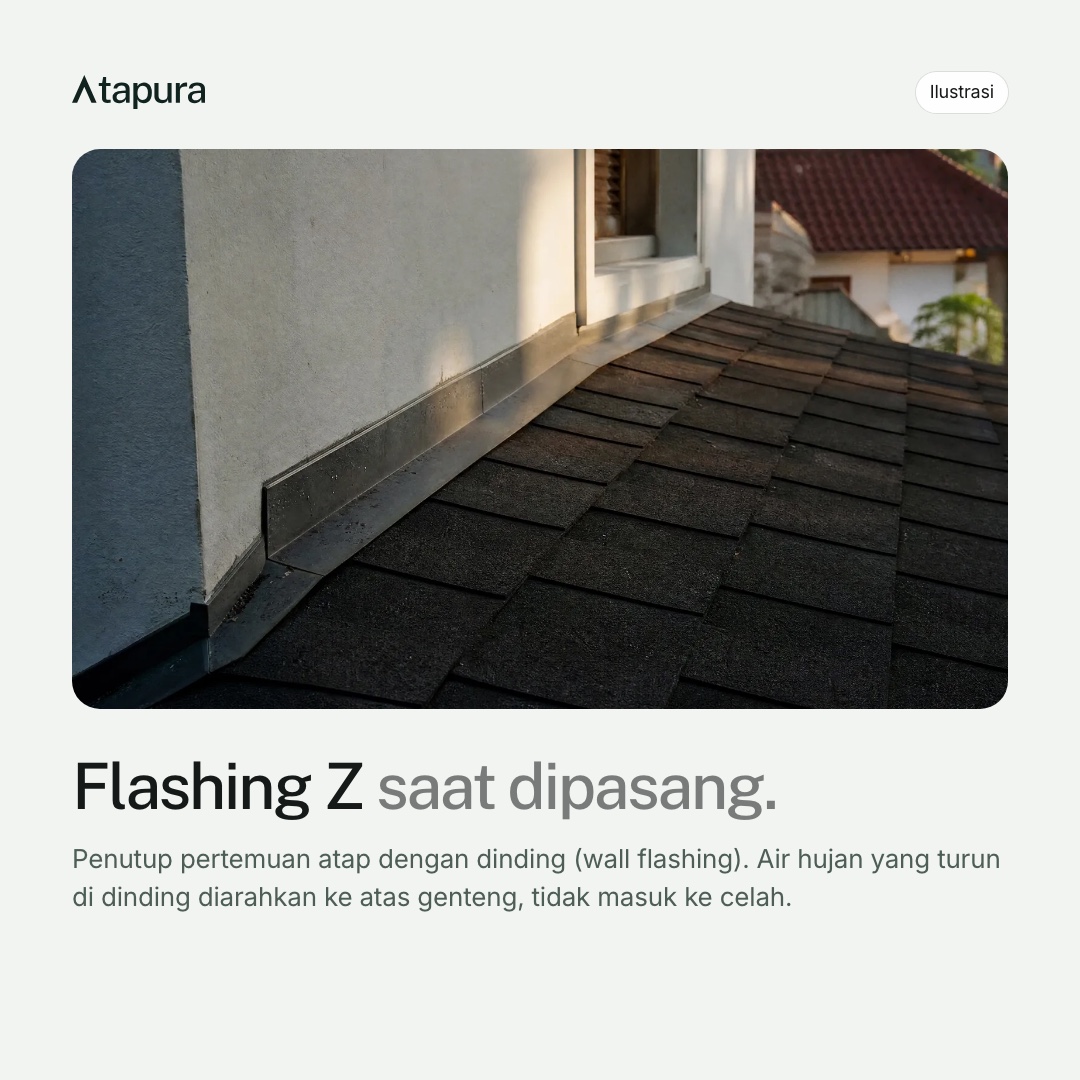 Atapura
Ilustrasi
Flashing Z saat dipasang.
Penutup pertemuan atap dengan dinding (wall flashing). Air hujan yang turun
di dinding diarahkan ke atas genteng, tidak masuk ke celah.